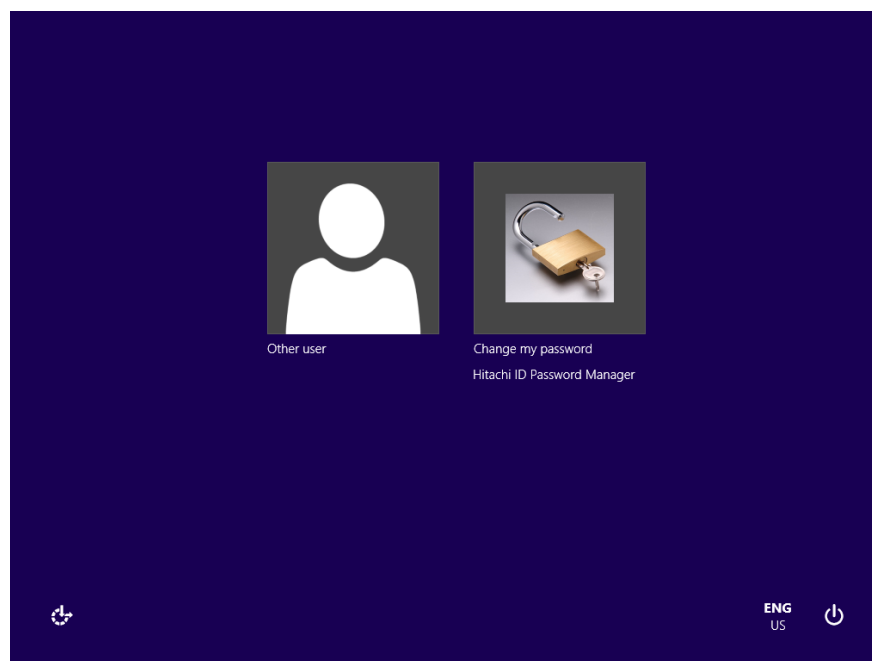 Other user
Change my password
Hitachi ID Password Manager
ENG
US